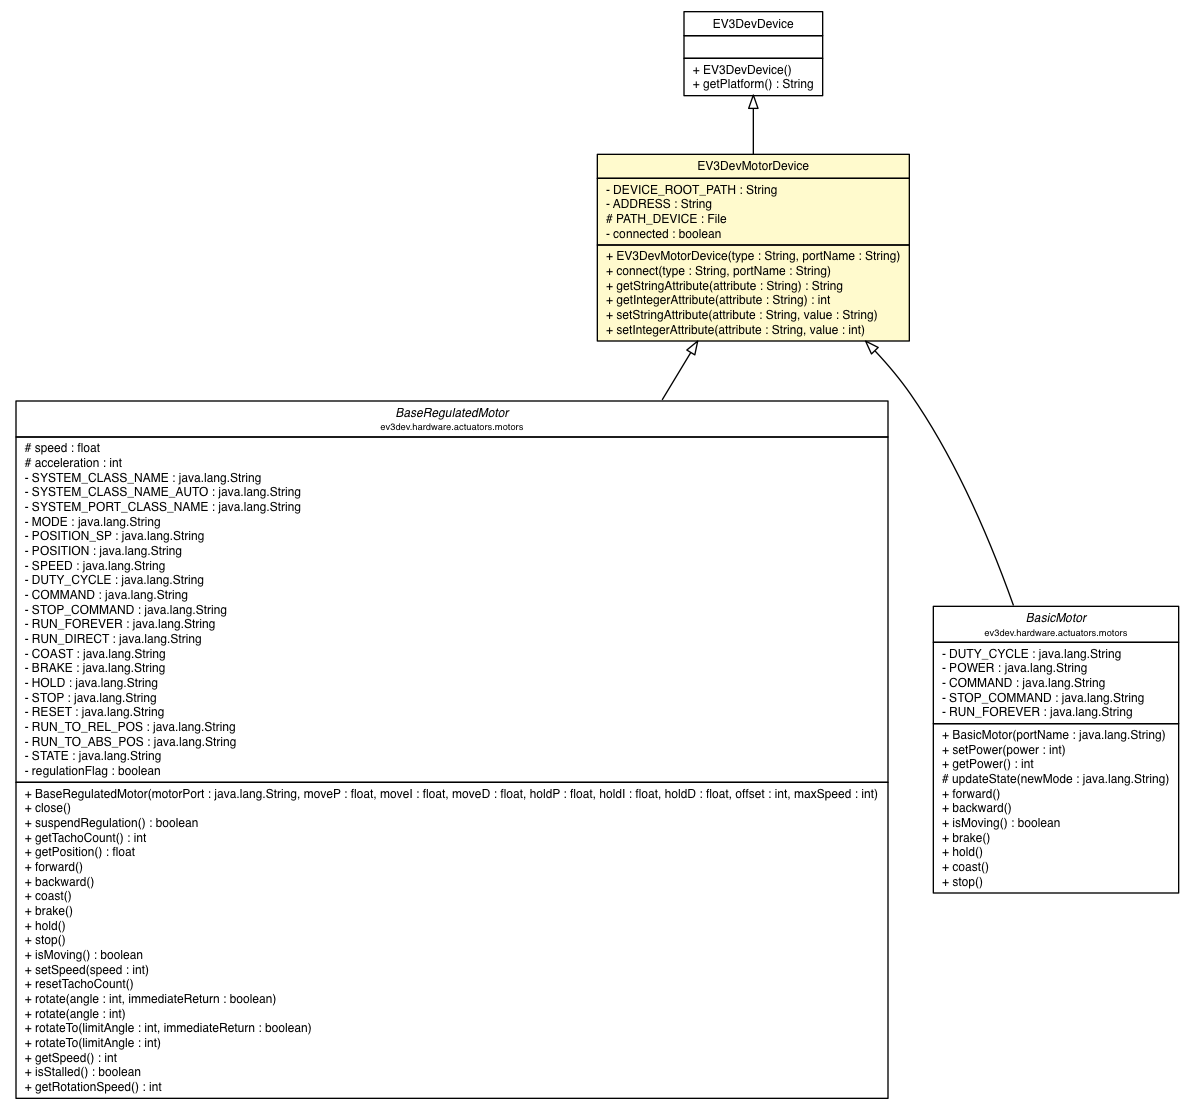 EV3DevDevice
+ EV3DevDevice()
+ getPlatform() : String
EV3DevMotorDevice
- DEVICE_ROOT_PATH : String
- ADDRESS : String
# PATH_DEVICE : File
- connected : boolean
+ EV3DevMotorDevice(type : String, portName : String)
+ connect(type : String, portName : String)
+ getStringAttribute(attribute : String) : String
+ getIntegerAttribute(attribute : String) : int
+ setStringAttribute(attribute : String, value : String)
+ setIntegerAttribute(attribute : String, value : int)
BaseRegulatedMotor
ev3dev.hardware.actuators.motors
# speed : float
# acceleration : int
- SYSTEM_CLASS_NAME : java.lang.String
- SYSTEM_CLASS_NAME_AUTO : java.lang.String
- SYSTEM_PORT_CLASS_NAME : java.lang.String
- MODE : java.lang.String
- POSITION_SP : java.lang.String
- POSITION : java.lang.String
- SPEED : java.lang.String
- DUTY_CYCLE : java.lang.String
- COMMAND : java.lang.String
- STOP_COMMAND : java.lang.String
- RUN_FOREVER : java.lang.String
- RUN_DIRECT : java.lang.String
- COAST : java.lang.String
- BRAKE : java.lang.String
- HOLD : java.lang.String
- STOP : java.lang.String
- RESET : java.lang.String
- RUN_TO_REL_POS : java.lang.String
- RUN_TO_ABS_POS : java.lang.String
- STATE : java.lang.String
- regulationFlag : boolean
+ BaseRegulatedMotor(motorPort : java.lang.String, moveP : float, moveI : float, moveD : float, holdP : float, holdI : float, holdD : float, offset : int, maxSpeed : int)
+ close()
+ suspendRegulation() : boolean
+ getTachoCount() : int
+ getPosition() : float
+ forward()
+ backward()
+ coast()
+ brake()
+ hold()
+ stop()
+ isMoving() : boolean
+ setSpeed(speed : int)
+ resetTachoCount()
+ rotate(angle : int, immediateReturn : boolean)
+ rotate(angle : int)
+ rotateTo(limitAngle : int, immediateReturn : boolean)
+ rotateTo(limitAngle : int)
+ getSpeed() : int
+ isStalled() : boolean
+ getRotationSpeed() : int
BasicMotor
ev3dev.hardware.actuators.motors
- DUTY_CYCLE : java.lang.String
- POWER : java.lang.String
- COMMAND : java.lang.String
- STOP_COMMAND : java.lang.String
- RUN_FOREVER : java.lang.String
+ BasicMotor(portName : java.lang.String)
+ setPower(power : int)
+ getPower() : int
# updateState(newMode : java.lang.String)
+ forward()
+ backward()
+ isMoving() : boolean
+ brake()
+ hold()
+ coast()
+ stop()